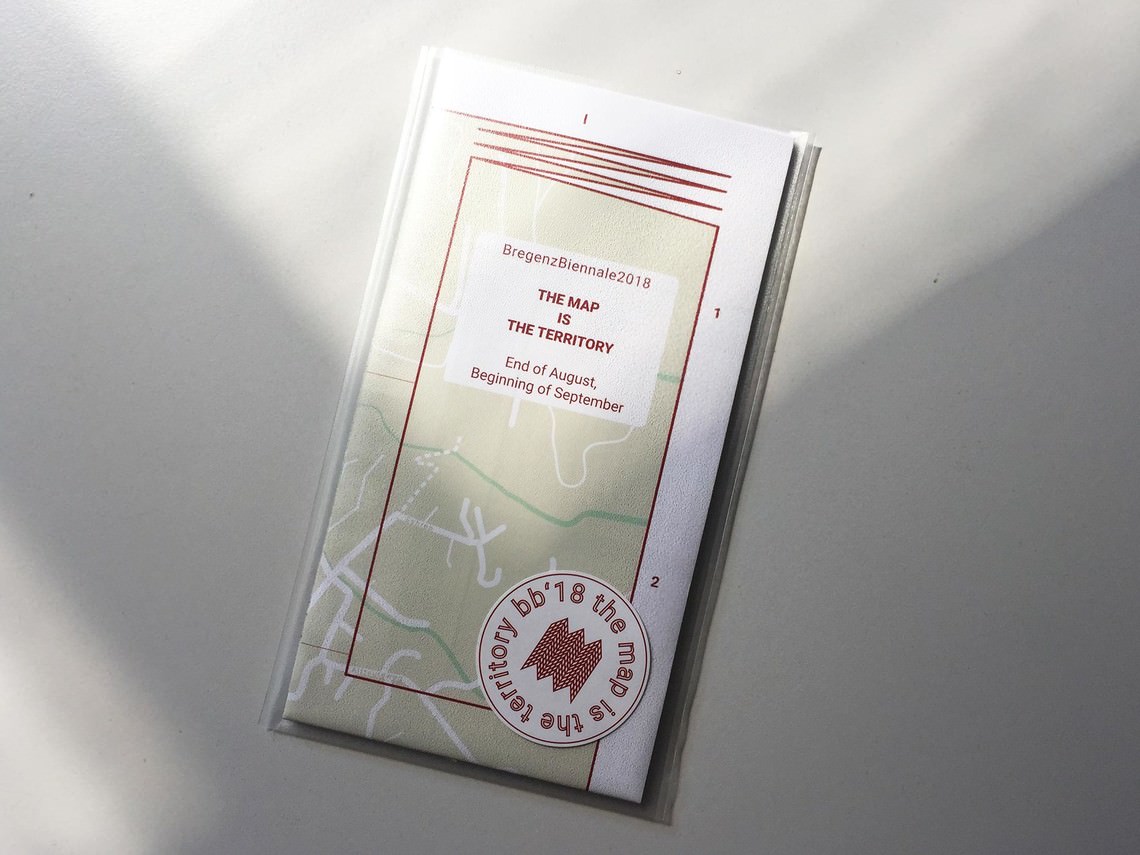 I
BregenzBiennale2018
THE MAP
IS
THE TERRITORY
End of August,
Beginning of September
1
2
bb‘18 the map is the territory